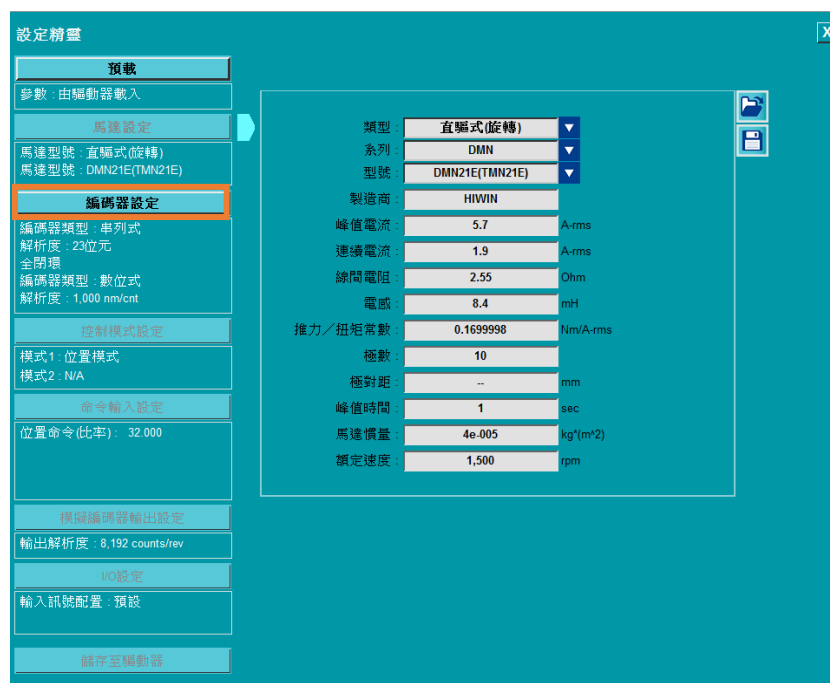 設定精靈
X
預載
參數 : 由驅動器載入
馬達設定
馬達型號 : 直驅式(旋轉)
馬達型號 : DMN21E(TMN21E)
編碼器設定
編碼器類型 : 串列式
解析度 : 23位元
全閉環
編碼器類型 : 數位式
解析度 : 1,000 nm/cnt
控制模式設定
模式1 : 位置模式
模式2 : N/A
命令輸入設定
位置命令(比率) : 32.000
模擬編碼器輸出設定
輸出解析度 : 8,192 counts/rev
I/O設定
輸入訊號配置 : 預設
儲存至驅動器
類型 : 直驅式(旋轉)
系列 : DMN
型號 : DMN21E(TMN21E)
製造商 : HIWIN
峰值電流 : 5.7 A-rms
連續電流 : 1.9 A-rms
線間電阻 : 2.55 Ohm
電感 : 8.4 mH
推力／扭矩常數 : 0.1699998 Nm/A-rms
極數 : 10
極對距 : -- mm
峰值時間 : 1 sec
馬達慣量 : 4e-005 kg*(m^2)
額定速度 : 1,500 rpm